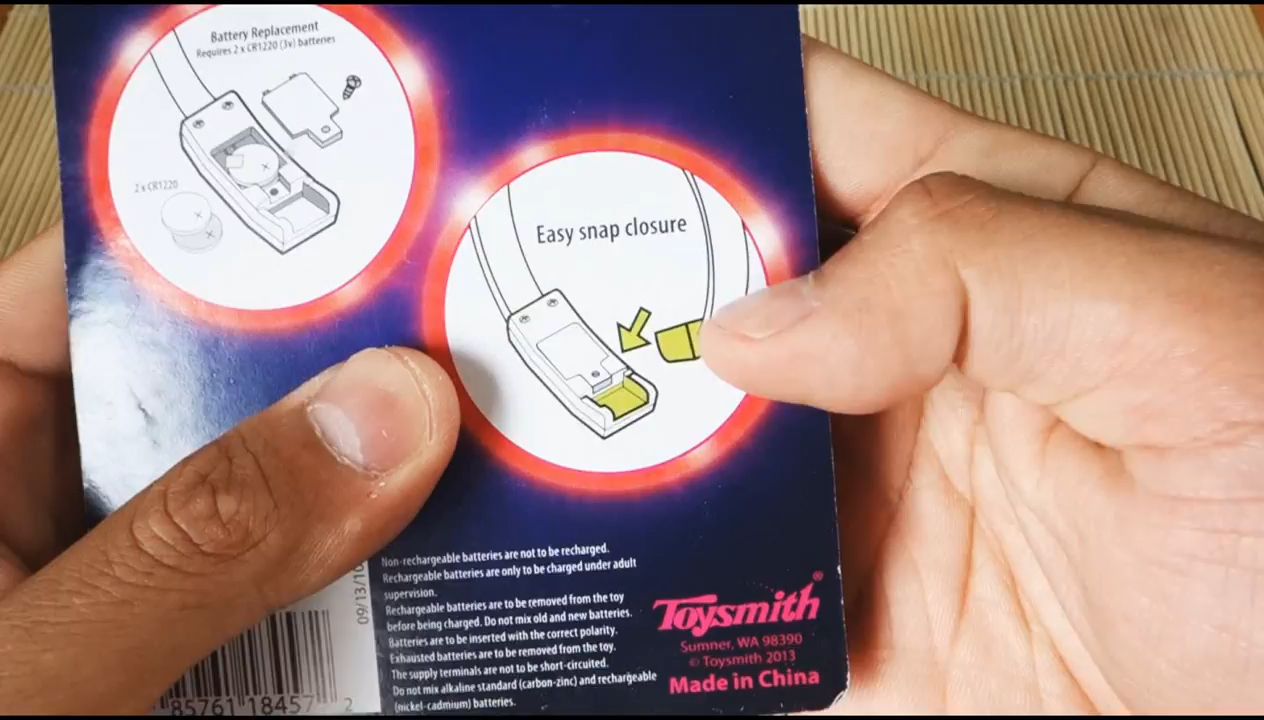 Battery Replacement
Requires 2 x CR1220 (3v) batteries
2 x CR1220
Easy snap closure
Non-rechargeable batteries are not to be recharged.
Rechargeable batteries are only to be charged under adult
supervision.
Rechargeable batteries are to be removed from the toy
before being charged. Do not mix old and new batteries.
Batteries are to be inserted with the correct polarity.
Exhausted batteries are to be removed from the toy.
The supply terminals are not to be short-circuited.
Do not mix alkaline standard (carbon-zinc) and rechargeable
(nickel-cadmium) batteries.
09/13/10
85761 18457 2
Toysmith®
Sumner, WA 98390
© Toysmith 2013
Made in China